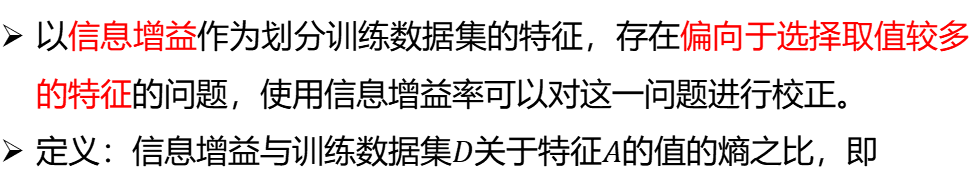 ➢ 以信息增益作为划分训练数据集的特征，存在偏向于选择取值较多
的特征的问题，使用信息增益率可以对这一问题进行校正。
➢ 定义：信息增益与训练数据集D关于特征A的值的熵之比，即